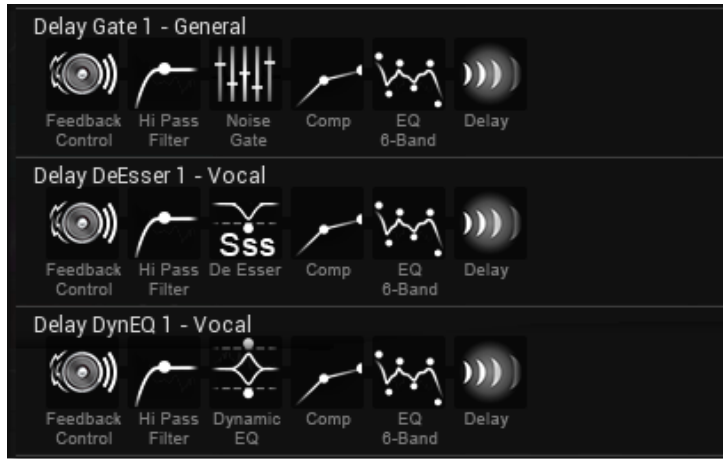 Delay Gate 1 - General
Feedback Control
Hi Pass Filter
Noise Gate
Comp
EQ 6-Band
Delay
Delay DeEsser 1 - Vocal
Sss
Feedback Control
Hi Pass Filter
De Esser
Comp
EQ 6-Band
Delay
Delay DynEQ 1 - Vocal
Feedback Control
Hi Pass Filter
Dynamic EQ
Comp
EQ 6-Band
Delay